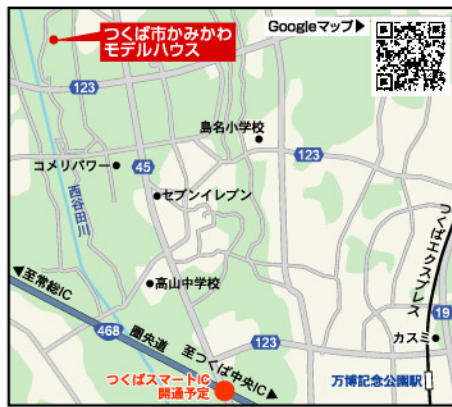 つくば市かみかわ
モデルハウス
Googleマップ▶
123
島名小学校
コメリパワー
45
123
セブンイレブン
西谷田川
つくばエクスプレス
◀至常総IC
高山中学校
19
468
圏央道
至つくば中央IC▶
123
カスミ
つくばスマートIC
開通予定
万博記念公園駅